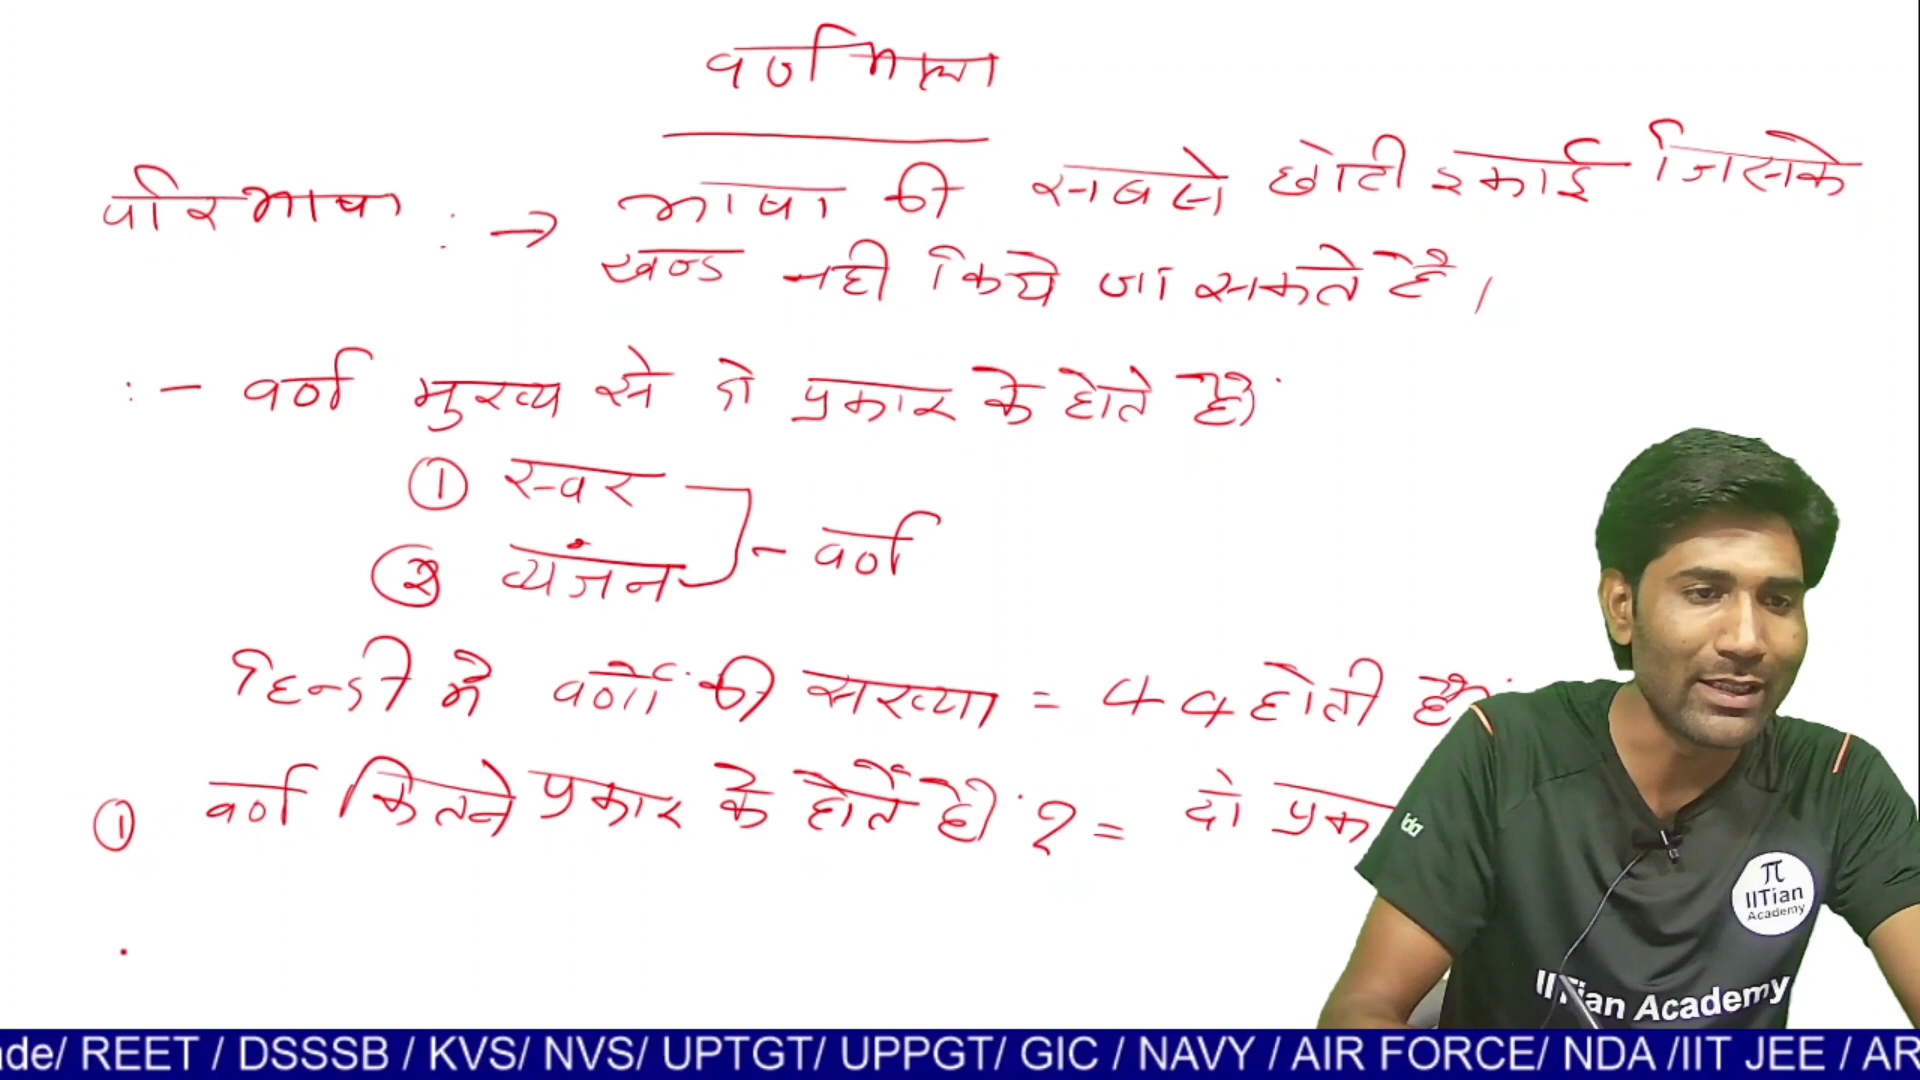 वर्णमाला
परिभाषा :→ भाषा की सबसे छोटी इकाई जिसके
खण्ड नही किये जा सकते है।
:- वर्ण मुख्य से दो प्रकार के होते है।
① स्वर
② व्यंजन
- वर्ण
हिन्दी मे वर्णों की संख्या = 44 होती है
① वर्ण कितने प्रकार के होते है ? = दो प्रका
ida
π
IITian
Academy
IITian Academy
ade/ REET / DSSSB / KVS/ NVS/ UPTGT/ UPPGT/ GIC / NAVY / AIR FORCE/ NDA /IIT JEE / AR